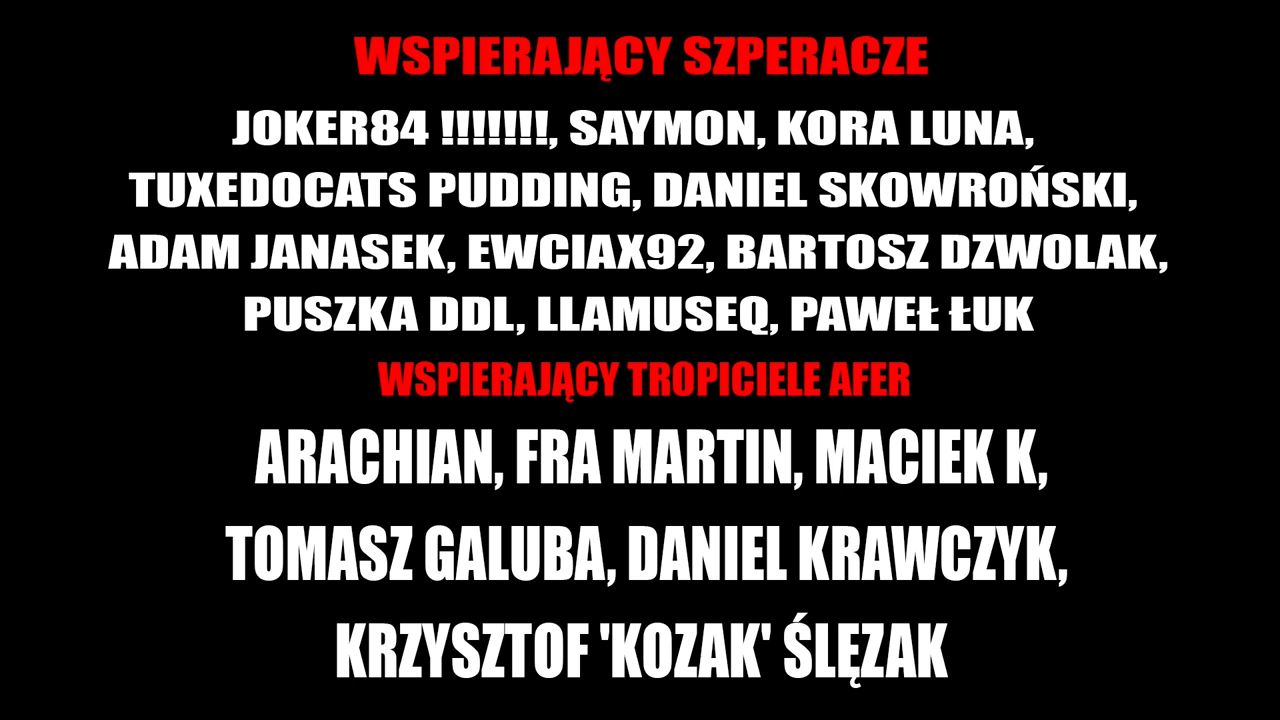 WSPIERAJĄCY SZPERACZE
JOKER84 !!!!!!!, SAYMON, KORA LUNA,
TUXEDOCATS PUDDING, DANIEL SKOWROŃSKI,
ADAM JANASEK, EWCIAX92, BARTOSZ DZWOLAK,
PUSZKA DDL, LLAMUSEQ, PAWEŁ ŁUK
WSPIERAJĄCY TROPICIELE AFER
ARACHIAN, FRA MARTIN, MACIEK K,
TOMASZ GALUBA, DANIEL KRAWCZYK,
KRZYSZTOF 'KOZAK' ŚLĘZAK